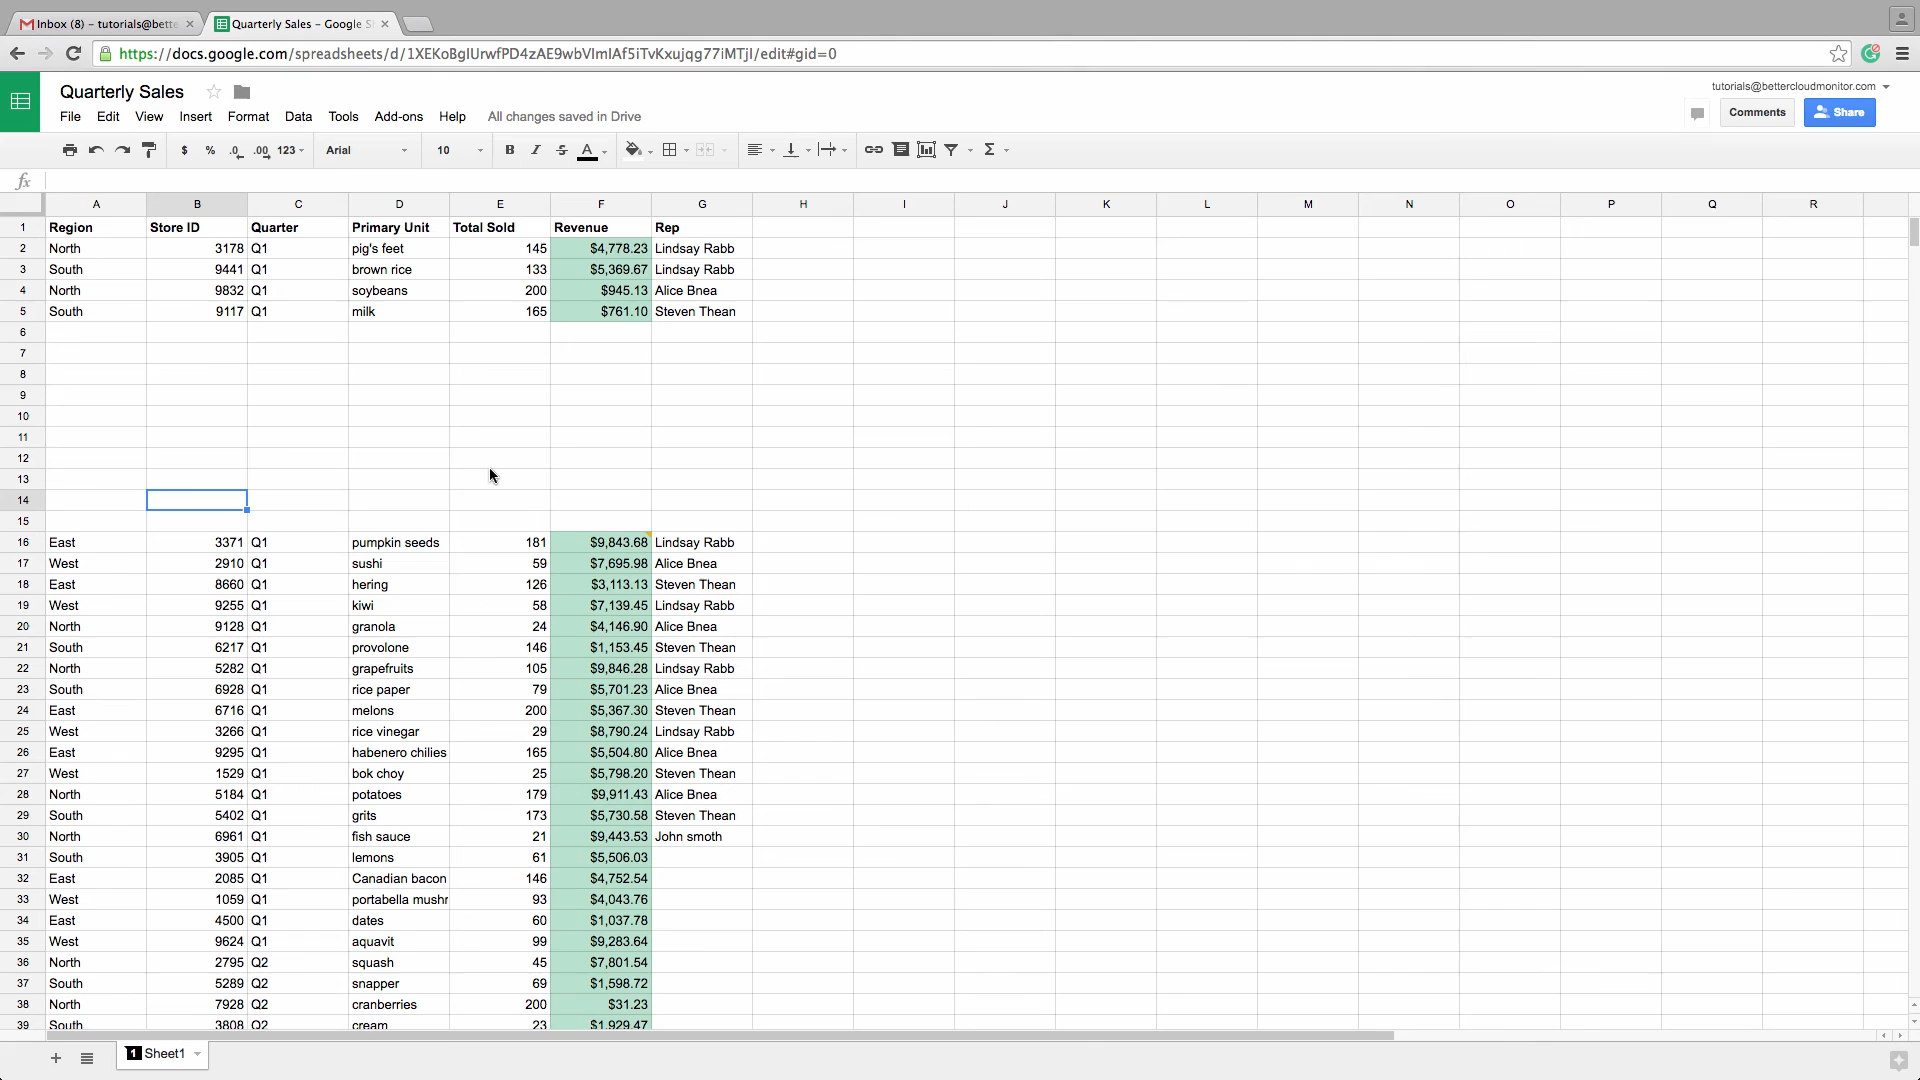 Inbox (8) – tutorials@bette
Quarterly Sales – Google S
https://docs.google.com/spreadsheets/d/1XEKoBgIUrwfPD4zAE9wbVImIAf5iTvKxujqg77iMTjI/edit#gid=0
Quarterly Sales
tutorials@bettercloudmonitor.com
File Edit View Insert Format Data Tools Add-ons Help All changes saved in Drive
Comments Share
$ % .0 .00 123 Arial 10 B I S A Σ
fx
A B C D E F G H I J K L M N O P Q R
1 Region Store ID Quarter Primary Unit Total Sold Revenue Rep
2 North 3178 Q1 pig's feet 145 $4,778.23 Lindsay Rabb
3 South 9441 Q1 brown rice 133 $5,369.67 Lindsay Rabb
4 North 9832 Q1 soybeans 200 $945.13 Alice Bnea
5 South 9117 Q1 milk 165 $761.10 Steven Thean
6
7
8
9
10
11
12
13
14
15
16 East 3371 Q1 pumpkin seeds 181 $9,843.68 Lindsay Rabb
17 West 2910 Q1 sushi 59 $7,695.98 Alice Bnea
18 East 8660 Q1 hering 126 $3,113.13 Steven Thean
19 West 9255 Q1 kiwi 58 $7,139.45 Lindsay Rabb
20 North 9128 Q1 granola 24 $4,146.90 Alice Bnea
21 South 6217 Q1 provolone 146 $1,153.45 Steven Thean
22 North 5282 Q1 grapefruits 105 $9,846.28 Lindsay Rabb
23 South 6928 Q1 rice paper 79 $5,701.23 Alice Bnea
24 East 6716 Q1 melons 200 $5,367.30 Steven Thean
25 West 3266 Q1 rice vinegar 29 $8,790.24 Lindsay Rabb
26 East 9295 Q1 habenero chilies 165 $5,504.80 Alice Bnea
27 West 1529 Q1 bok choy 25 $5,798.20 Steven Thean
28 North 5184 Q1 potatoes 179 $9,911.43 Alice Bnea
29 South 5402 Q1 grits 173 $5,730.58 Steven Thean
30 North 6961 Q1 fish sauce 21 $9,443.53 John smoth
31 South 3905 Q1 lemons 61 $5,506.03
32 East 2085 Q1 Canadian bacon 146 $4,752.54
33 West 1059 Q1 portabella mushr 93 $4,043.76
34 East 4500 Q1 dates 60 $1,037.78
35 West 9624 Q1 aquavit 99 $9,283.64
36 North 2795 Q2 squash 45 $7,801.54
37 South 5289 Q2 snapper 69 $1,598.72
38 North 7928 Q2 cranberries 200 $31.23
39 South 3808 Q2 cream 23 $1,929.47
1 Sheet1